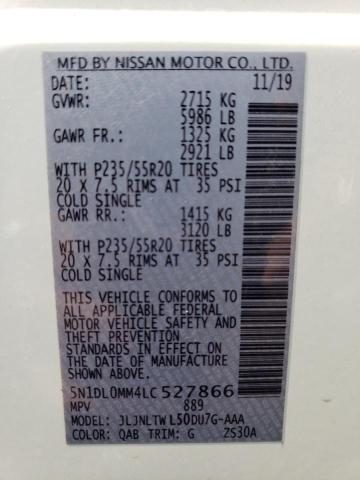 MFD BY NISSAN MOTOR CO., LTD.
DATE: 11/19
GVWR: 2715 KG
5986 LB
GAWR FR.: 1325 KG
2921 LB
WITH P235/55R20 TIRES
20 X 7.5 RIMS AT 35 PSI
COLD SINGLE
GAWR RR.: 1415 KG
3120 LB
WITH P235/55R20 TIRES
20 X 7.5 RIMS AT 35 PSI
COLD SINGLE
THIS VEHICLE CONFORMS TO
ALL APPLICABLE FEDERAL
MOTOR VEHICLE SAFETY AND
THEFT PREVENTION
STANDARDS IN EFFECT ON
THE DATE OF MANUFACTURE
SHOWN ABOVE.
5N1DL0MM4LC527866
MPV 889
MODEL: JLJNLTW L50DU7G-AAA
COLOR: QAB TRIM: G ZS30A